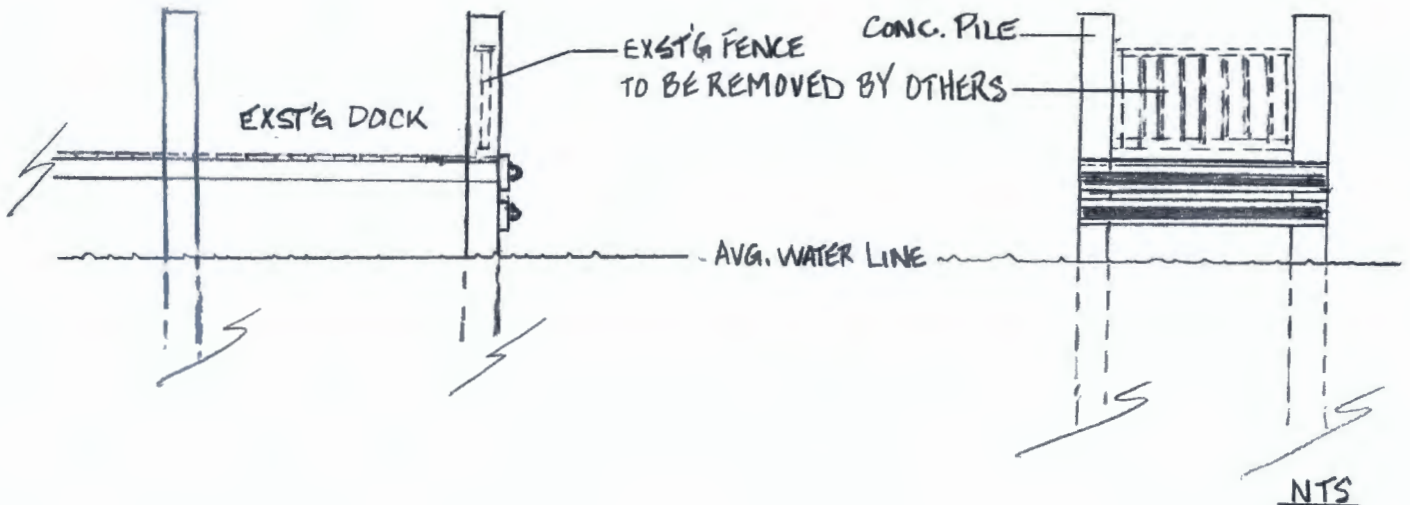 EXST'G FENCE
TO BE REMOVED BY OTHERS
CONC. PILE
EXST'G DOCK
AVG. WATER LINE
NTS